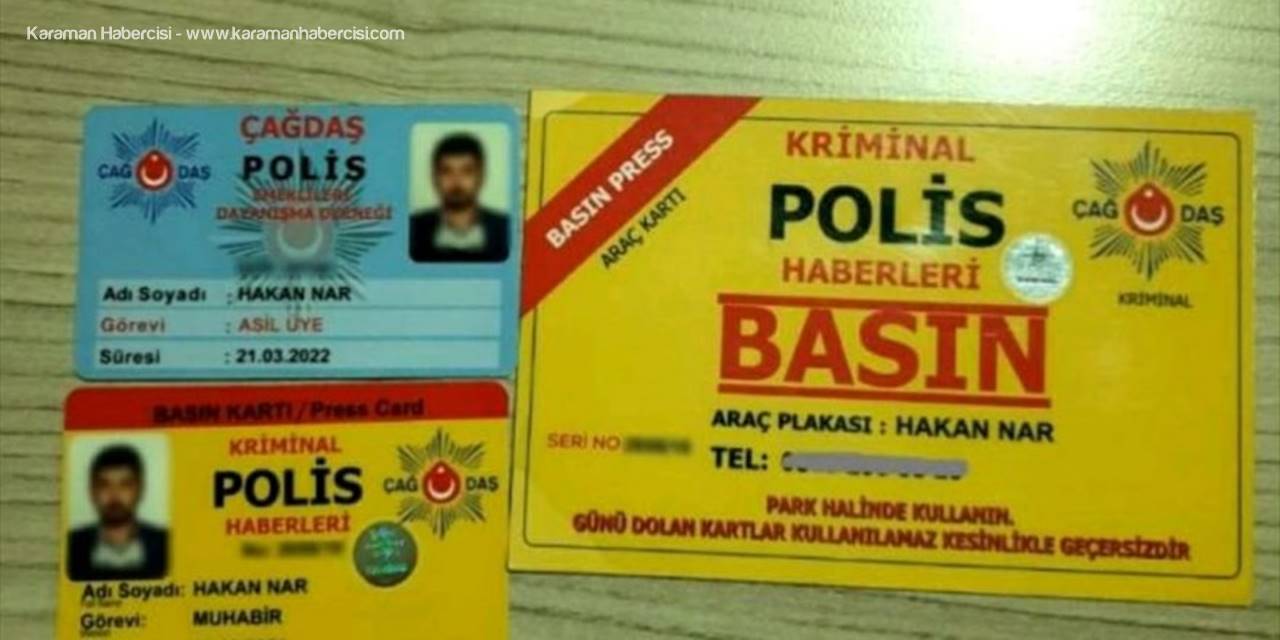 Karaman Habercisi - www.karamanhabercisi.com
ÇAĞDAŞ
POLİS
EMEKLİLERİ
DAYANIŞMA DERNEĞİ
ÇAĞ DAŞ
Adı Soyadı : HAKAN NAR
Görevi : ASİL ÜYE
Süresi : 21.03.2022
BASIN KARTI / Press Card
KRİMİNAL
POLİS
HABERLERİ
ÇAĞ DAŞ
Adı Soyadı: HAKAN NAR
Görevi: MUHABİR
BASIN PRESS
ARAÇ KARTI
KRİMİNAL
POLİS
HABERLERİ
ÇAĞ DAŞ
KRİMİNAL
BASIN
ARAÇ PLAKASI : HAKAN NAR
SERİ NO
TEL:
PARK HALİNDE KULLANIN.
GÜNÜ DOLAN KARTLAR KULLANILAMAZ KESİNLİKLE GEÇERSİZDİR